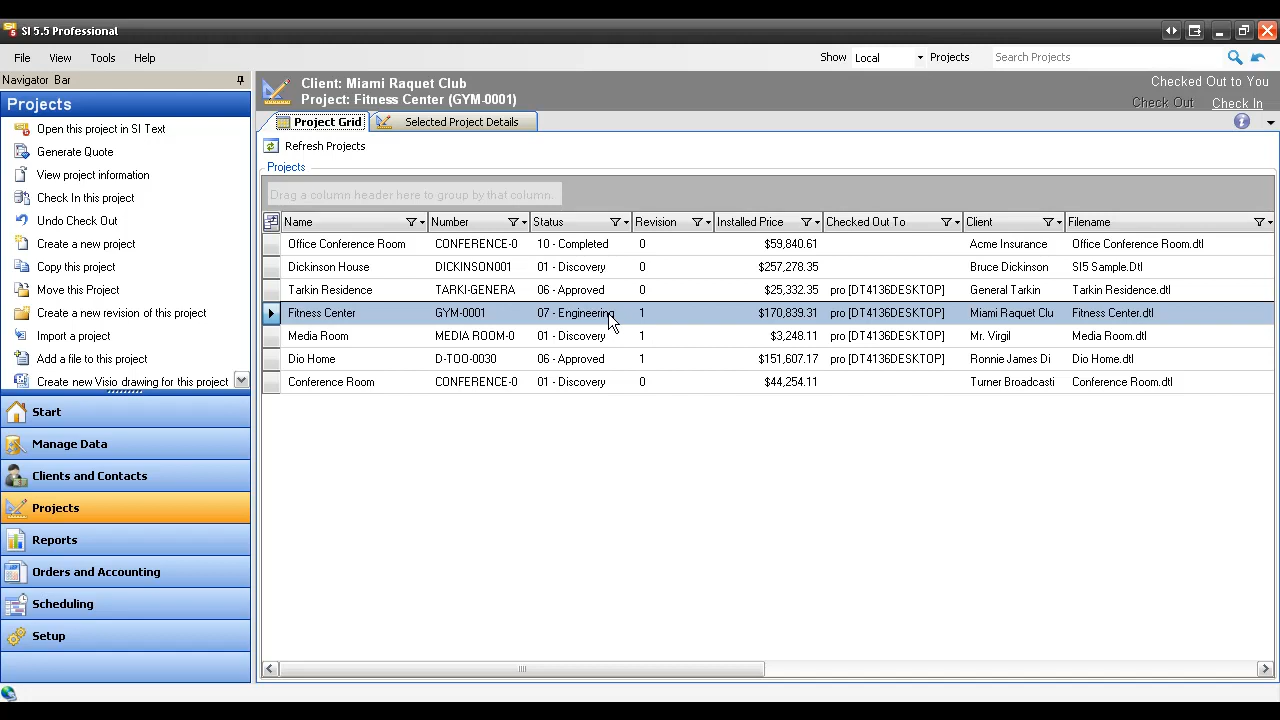 SI 5.5 Professional
File View Tools Help
Show Local Projects Search Projects
Navigator Bar
Projects
Open this project in SI Text
Generate Quote
View project information
Check In this project
Undo Check Out
Create a new project
Copy this project
Move this Project
Create a new revision of this project
Import a project
Add a file to this project
Create new Visio drawing for this project
Start
Manage Data
Clients and Contacts
Projects
Reports
Orders and Accounting
Scheduling
Setup
Client: Miami Raquet Club
Project: Fitness Center (GYM-0001)
Checked Out to You
Check Out Check In
Project Grid Selected Project Details
Refresh Projects
Projects
Drag a column header here to group by that column.
Name Number Status Revision Installed Price Checked Out To Client Filename
Office Conference Room CONFERENCE-0 10 - Completed 0 $59,840.61 Acme Insurance Office Conference Room.dtl
Dickinson House DICKINSON001 01 - Discovery 0 $257,278.35 Bruce Dickinson SI5 Sample.Dtl
Tarkin Residence TARKI-GENERA 06 - Approved 0 $25,332.35 pro [DT4136DESKTOP] General Tarkin Tarkin Residence.dtl
Fitness Center GYM-0001 07 - Engineering 1 $170,839.31 pro [DT4136DESKTOP] Miami Raquet Clu Fitness Center.dtl
Media Room MEDIA ROOM-0 01 - Discovery 1 $3,248.11 pro [DT4136DESKTOP] Mr. Virgil Media Room.dtl
Dio Home D-TOO-0030 06 - Approved 1 $151,607.17 pro [DT4136DESKTOP] Ronnie James Di Dio Home.dtl
Conference Room CONFERENCE-0 01 - Discovery 0 $44,254.11 Turner Broadcasti Conference Room.dtl